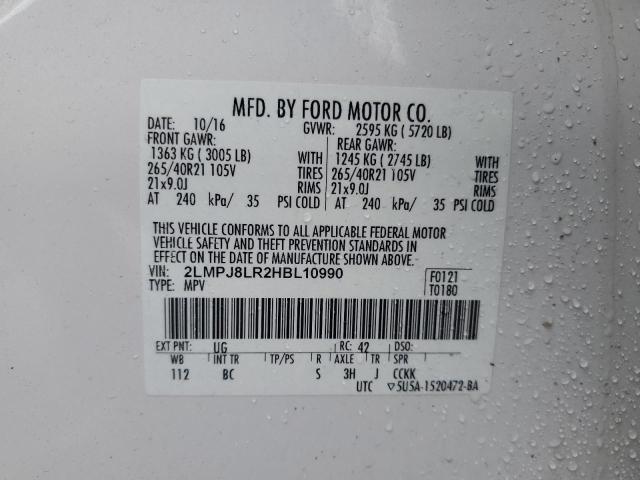 MFD. BY FORD MOTOR CO.
DATE: 10/16 GVWR: 2595 KG ( 5720 LB)
FRONT GAWR: REAR GAWR:
1363 KG ( 3005 LB) WITH 1245 KG ( 2745 LB) WITH
265/40R21 105V TIRES 265/40R21 105V TIRES
21x9.0J RIMS 21x9.0J RIMS
AT 240 kPa/ 35 PSI COLD AT 240 kPa/ 35 PSI COLD
THIS VEHICLE CONFORMS TO ALL APPLICABLE FEDERAL MOTOR
VEHICLE SAFETY AND THEFT PREVENTION STANDARDS IN
EFFECT ON THE DATE OF MANUFACTURE SHOWN ABOVE.
VIN: 2LMPJ8LR2HBL10990 F0121
TYPE: MPV T0180
EXT PNT: UG RC: 42 DSO:
WB INT TR TP/PS R AXLE TR SPR
112 BC S 3H J CCKK
UTC ▽5U5A-1520472-BA